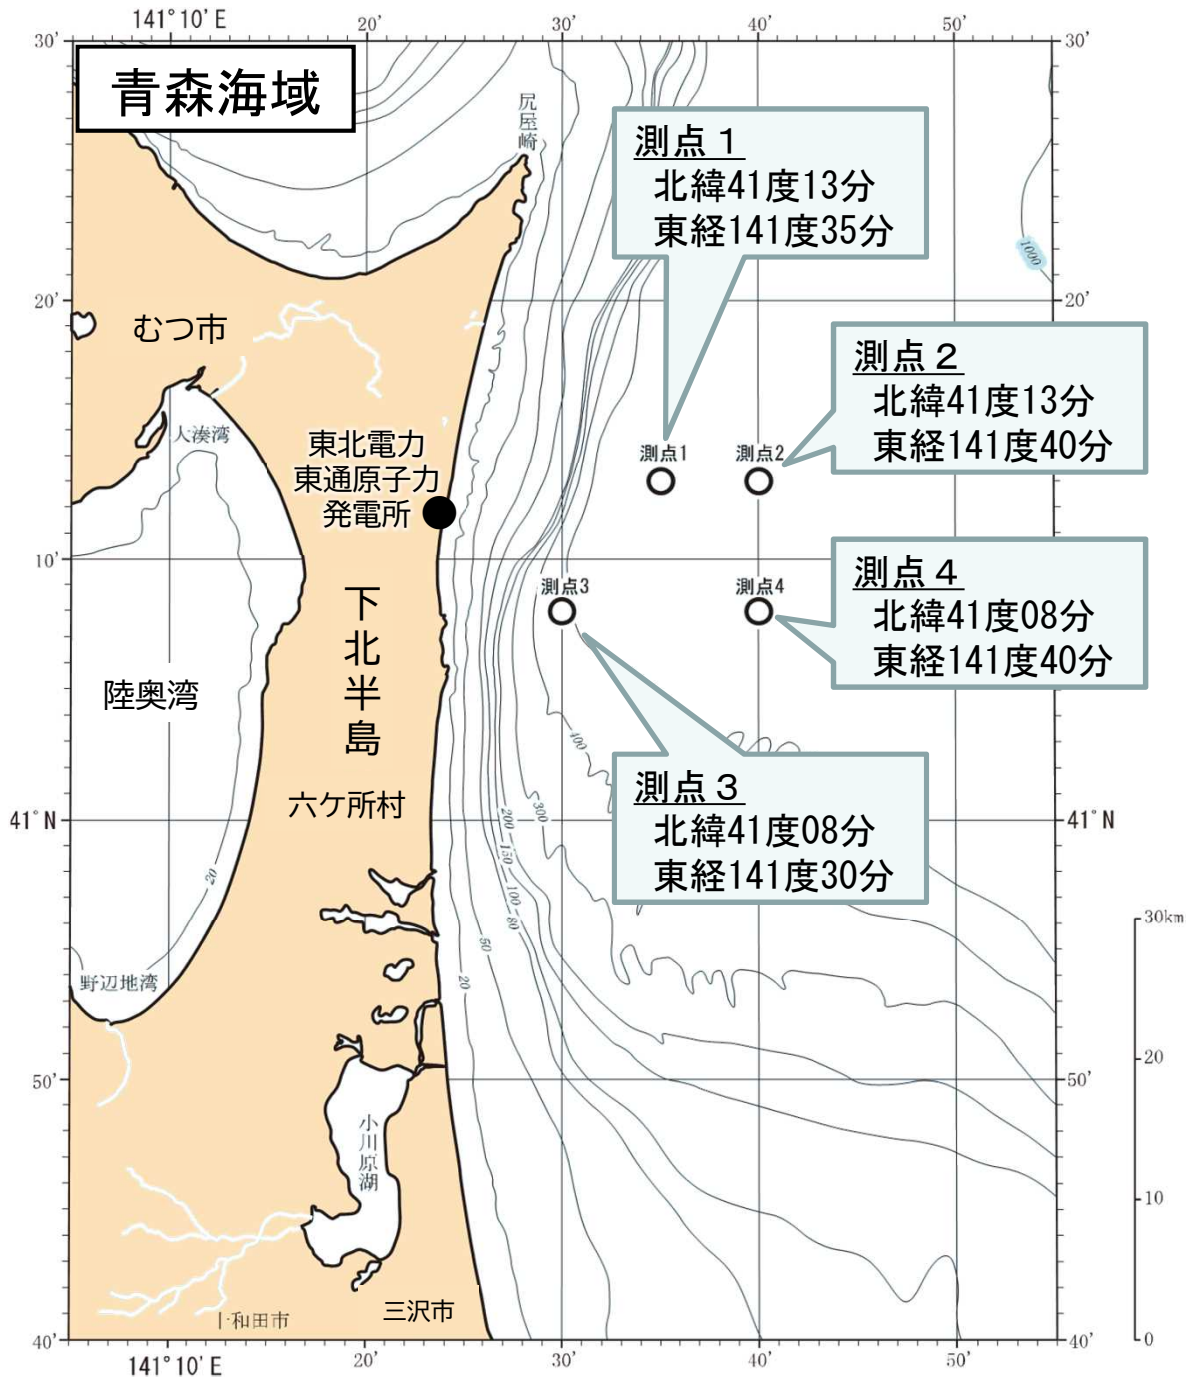 141°10'E
20'
30'
40'
50'
30'
30'
青森海域
尻屋崎
測点１
北緯41度13分
東経141度35分
1000
20'
20'
むつ市
測点２
北緯41度13分
東経141度40分
大湊湾
東北電力
東通原子力
発電所
測点1
測点2
10'
測点3
測点4
測点４
北緯41度08分
東経141度40分
下北半島
陸奥湾
400
測点３
北緯41度08分
東経141度30分
六ケ所村
300
200
150
100
80
41°N
41°N
20
30km
50
20
野辺地湾
20
50'
50'
小川原湖
10
三沢市
十和田市
40'
40'
0
141°10'E
20'
30'
40'
50'